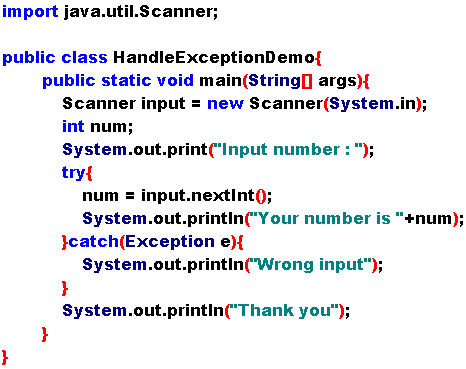 import java.util.Scanner;
public class HandleExceptionDemo{
public static void main(String[] args){
Scanner input = new Scanner(System.in);
int num;
System.out.print("Input number : ");
try{
num = input.nextInt();
System.out.println("Your number is "+num);
}catch(Exception e){
System.out.println("Wrong input");
}
System.out.println("Thank you");
}
}